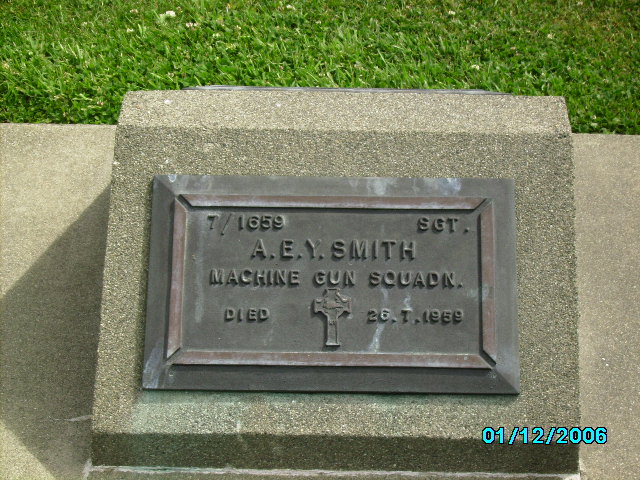 7/1659 SGT.
A.E.Y. SMITH
MACHINE GUN SQUADN.
DIED 26.7.1959
01/12/2006